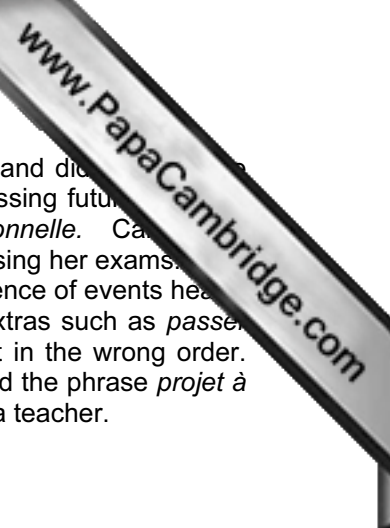 www.PapaCambridge.com
and did
ssing futu
onnelle. Ca
sing her exams.
ence of events hea
xtras such as passer
t in the wrong order.
d the phrase projet à
a teacher.